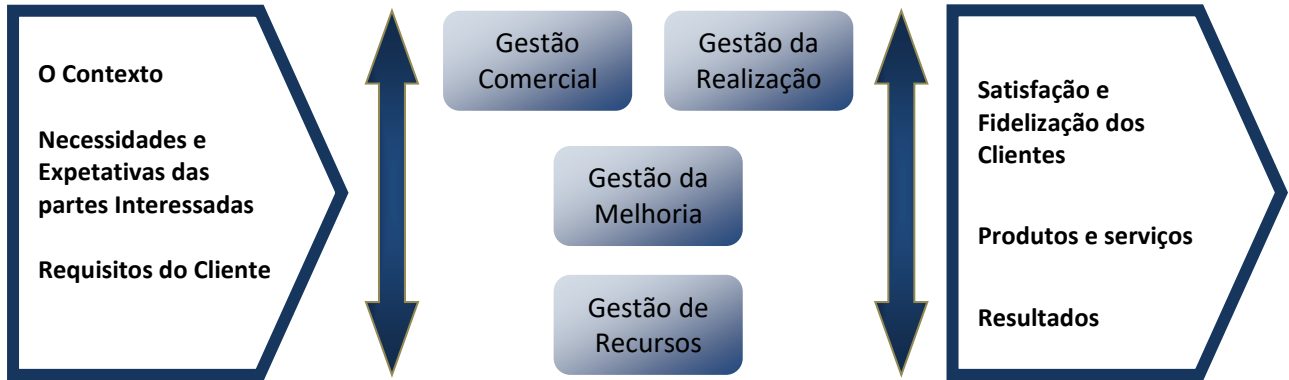 O Contexto
Necessidades e
Expetativas das
partes Interessadas
Requisitos do Cliente
Gestão
Comercial
Gestão da
Realização
Gestão da
Melhoria
Gestão de
Recursos
Satisfação e
Fidelização dos
Clientes
Produtos e serviços
Resultados